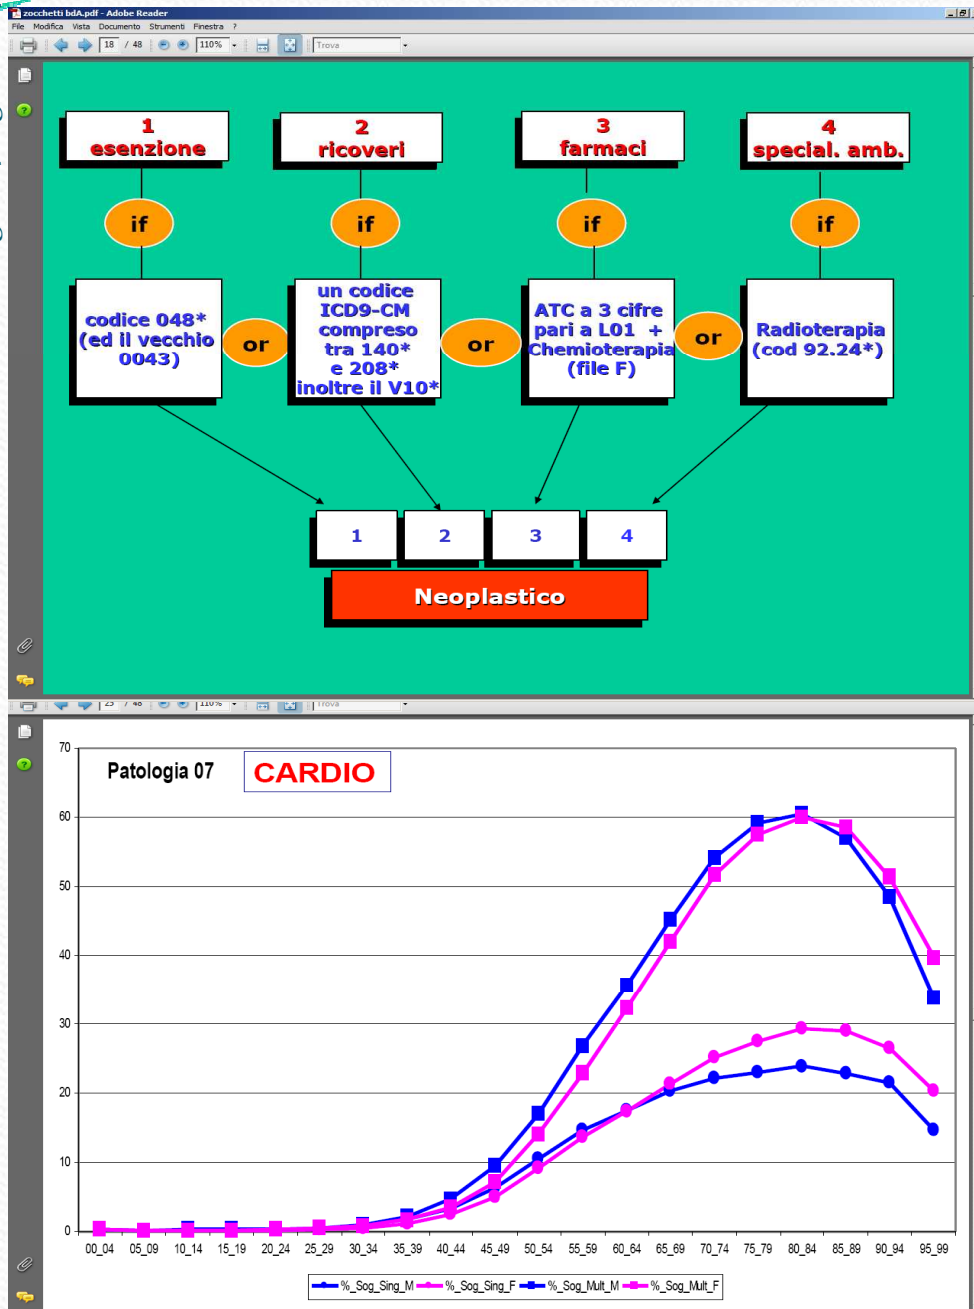 zocchetti bdA.pdf - Adobe Reader
File Modifica Vista Documento Strumenti Finestra ?
18 / 48 110% Trova
1
esenzione
2
ricoveri
3
farmaci
4
special. amb.
if
if
if
if
codice 048*
(ed il vecchio
0043)
or
un codice
ICD9-CM
compreso
tra 140*
e 208*
inoltre il V10*
or
ATC a 3 cifre
pari a L01 +
Chemioterapia
(file F)
or
Radioterapia
(cod 92.24*)
1 2 3 4
Neoplastico
/ 48 110% Trova
Patologia 07 CARDIO
70
60
50
40
30
20
10
0
00_04 05_09 10_14 15_19 20_24 25_29 30_34 35_39 40_44 45_49 50_54 55_59 60_64 65_69 70_74 75_79 80_84 85_89 90_94 95_99
%_Sog_Sing_M %_Sog_Sing_F %_Sog_Mult_M %_Sog_Mult_F